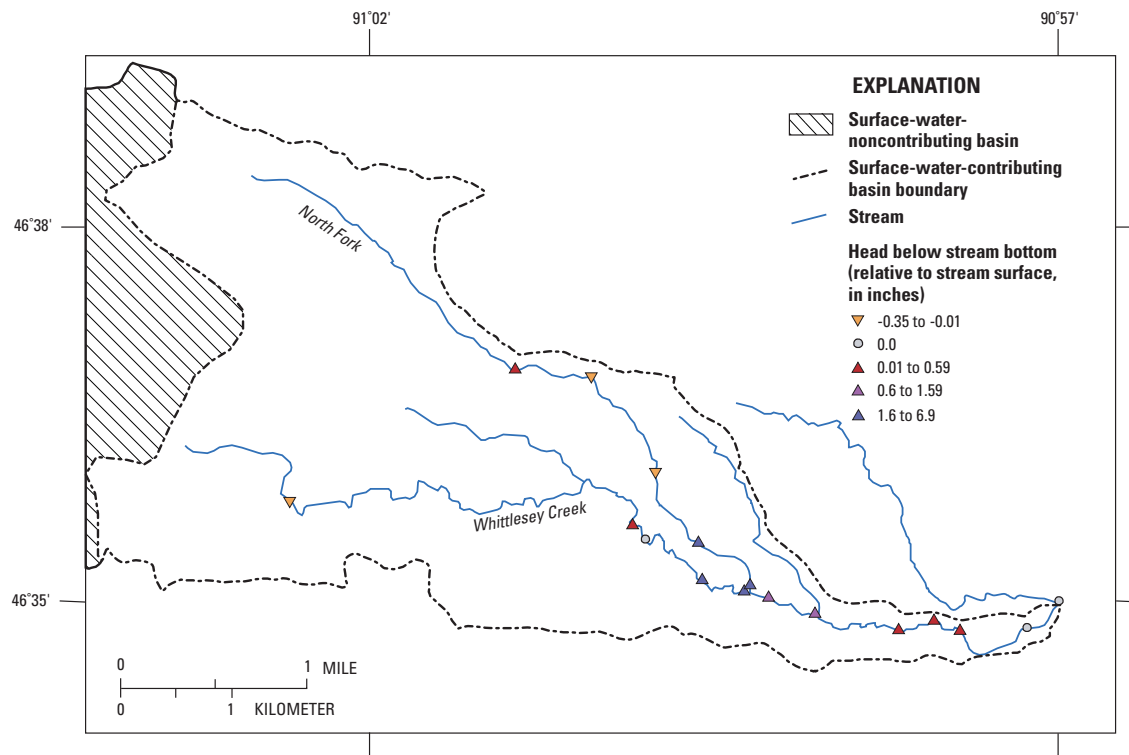 91°02'
90°57'
EXPLANATION
Surface-water-
noncontributing basin
Surface-water-contributing
basin boundary
Stream
Head below stream bottom
(relative to stream surface,
in inches)
-0.35 to -0.01
0.0
0.01 to 0.59
0.6 to 1.59
1.6 to 6.9
46°38'
North Fork
Whittlesey Creek
46°35'
0 1 MILE
0 1 KILOMETER